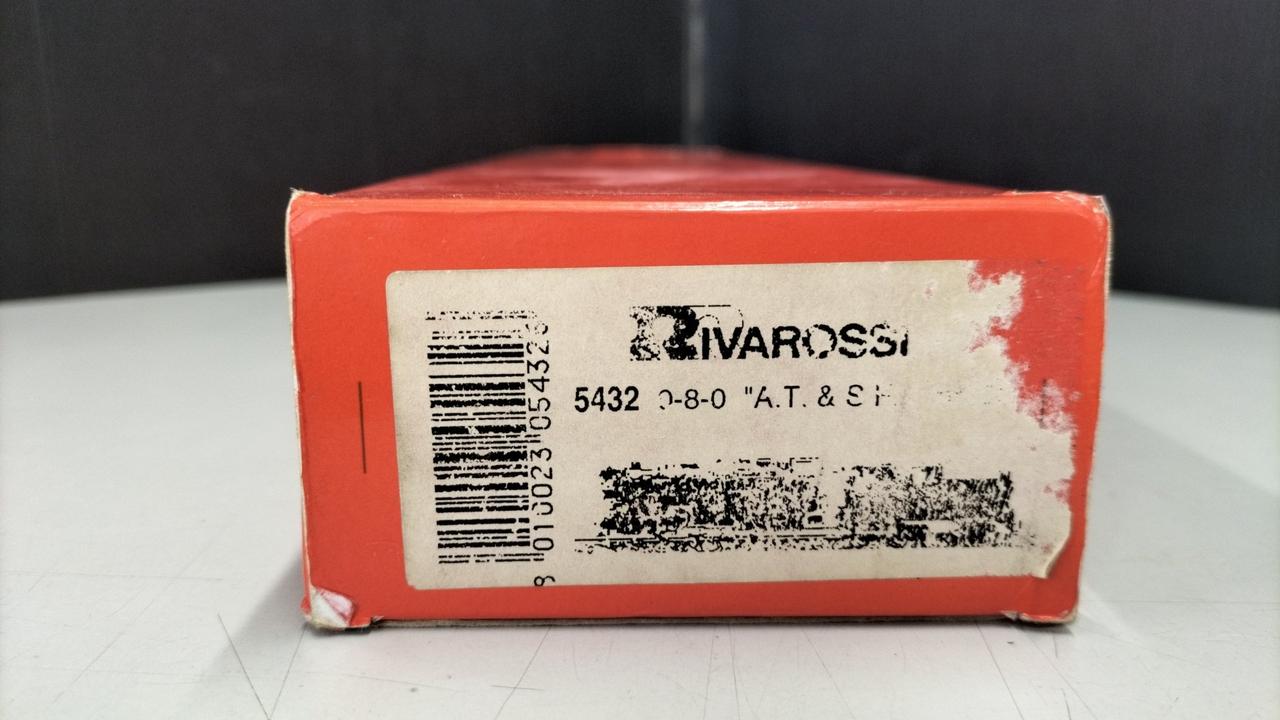 RIVAROSSI
5432 0-8-0 "A.T. & S
8 010023 054326